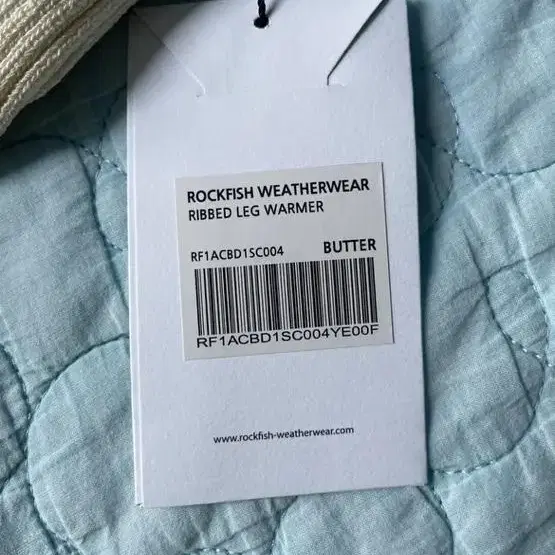 ROCKFISH WEATHERWEAR
RIBBED LEG WARMER
RF1ACBD1SC004 BUTTER
RF1ACBD1SC004YE00F
www.rockfish-weatherwear.com